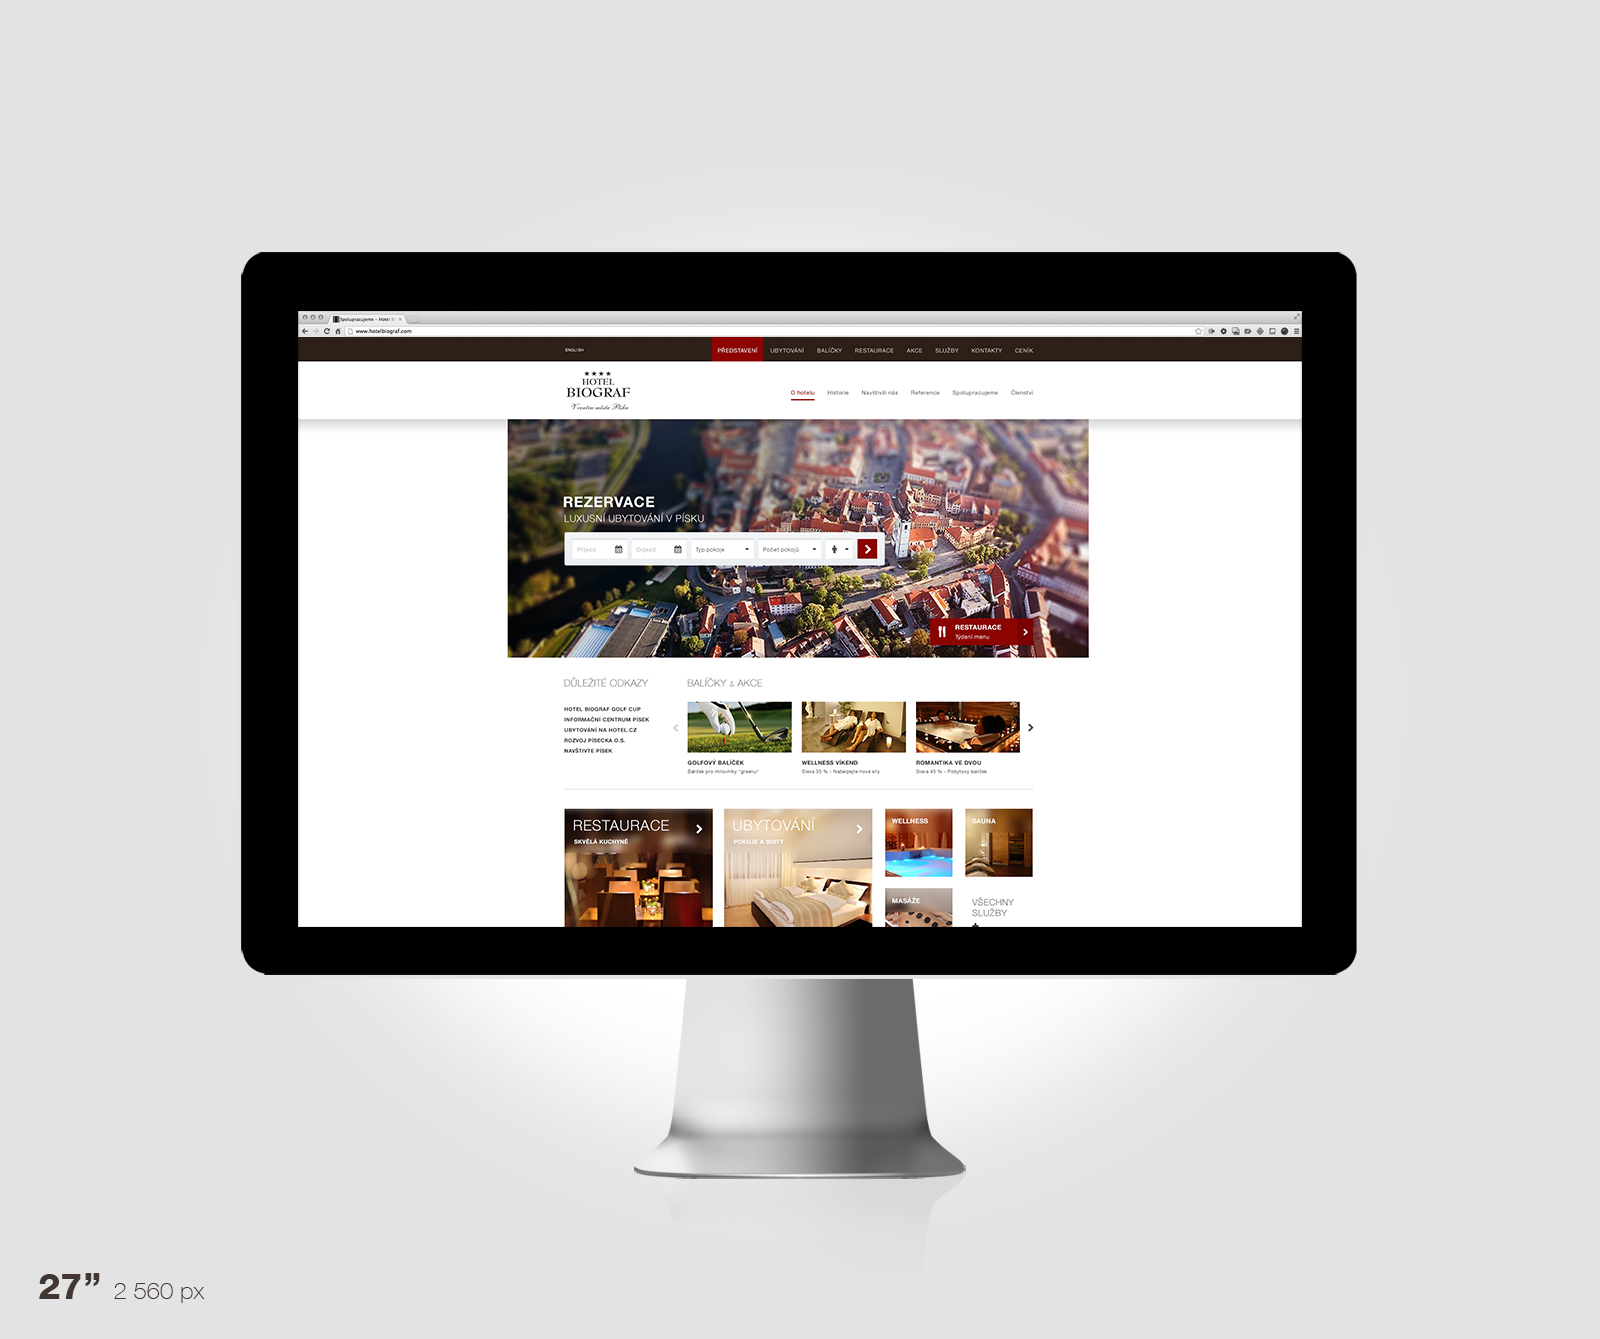 Spolupracujeme – Hotel B
www.hotelbiograf.com
ENGLISH
PŘEDSTAVENÍ UBYTOVÁNÍ BALÍČKY RESTAURACE AKCE SLUŽBY KONTAKTY CENÍK
★★★★
HOTEL
BIOGRAF
V centru města Písku
O hotelu Historie Navštívili nás Reference Spolupracujeme Členství
REZERVACE
LUXUSNÍ UBYTOVÁNÍ V PÍSKU
Příjezd Odjezd Typ pokoje Počet pokojů
RESTAURACE
Týdení menu
DŮLEŽITÉ ODKAZY
HOTEL BIOGRAF GOLF CUP
INFORMAČNÍ CENTRUM PÍSEK
UBYTOVÁNÍ NA HOTEL.CZ
ROZVOJ PÍSECKA O.S.
NAVŠTIVTE PÍSEK
BALÍČKY & AKCE
GOLFOVÝ BALÍČEK
Balíček pro milovníky "greenu"
WELLNESS VÍKEND
Sleva 35 % - Načerpejte nové síly
ROMANTIKA VE DVOU
Sleva 45 % - Pobytový balíček
RESTAURACE
SKVĚLÁ KUCHYNĚ
UBYTOVÁNÍ
POKOJE A SUITY
WELLNESS
SAUNA
MASÁŽE
VŠECHNY
SLUŽBY
27” 2 560 px